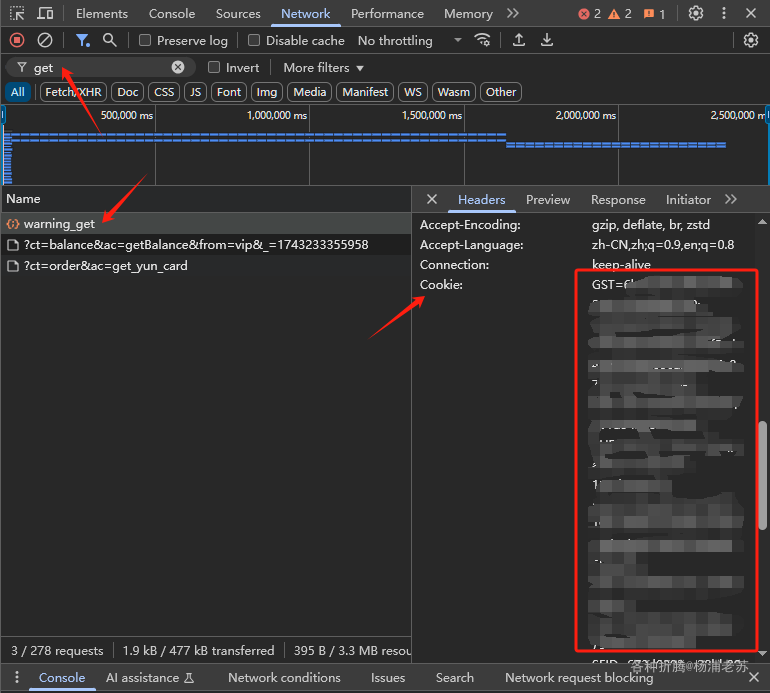 Elements Console Sources Network Performance Memory 2 2 1
Preserve log Disable cache No throttling
get Invert More filters
All Fetch/XHR Doc CSS JS Font Img Media Manifest WS Wasm Other
500,000 ms 1,000,000 ms 1,500,000 ms 2,000,000 ms 2,500,000 m
Name
Headers Preview Response Initiator
warning_get
?ct=balance&ac=getBalance&from=vip&_=1743233355958
?ct=order&ac=get_yun_card
Accept-Encoding: gzip, deflate, br, zstd
Accept-Language: zh-CN,zh;q=0.9,en;q=0.8
Connection: keep-alive
Cookie: GST=
3 / 278 requests 1.9 kB / 477 kB transferred 395 B / 3.3 MB resou
各种折腾@杨浦老苏
Console AI assistance Network conditions Issues Search Network request blocking